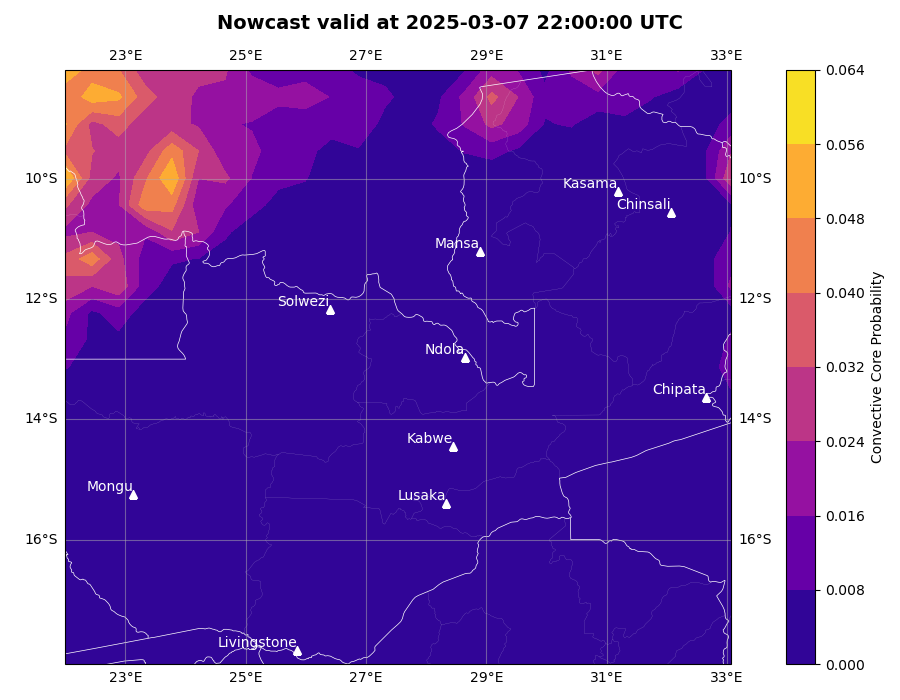 Nowcast valid at 2025-03-07 22:00:00 UTC
23°E 25°E 27°E 29°E 31°E 33°E
0.064
0.056
10°S 10°S
Kasama
Chinsali
0.048
Mansa
0.040
12°S 12°S
Solwezi
Ndola
0.032
Chipata
Convective Core Probability
14°S 14°S
Kabwe
0.024
Mongu
Lusaka
0.016
16°S 16°S
0.008
Livingstone
0.000
23°E 25°E 27°E 29°E 31°E 33°E